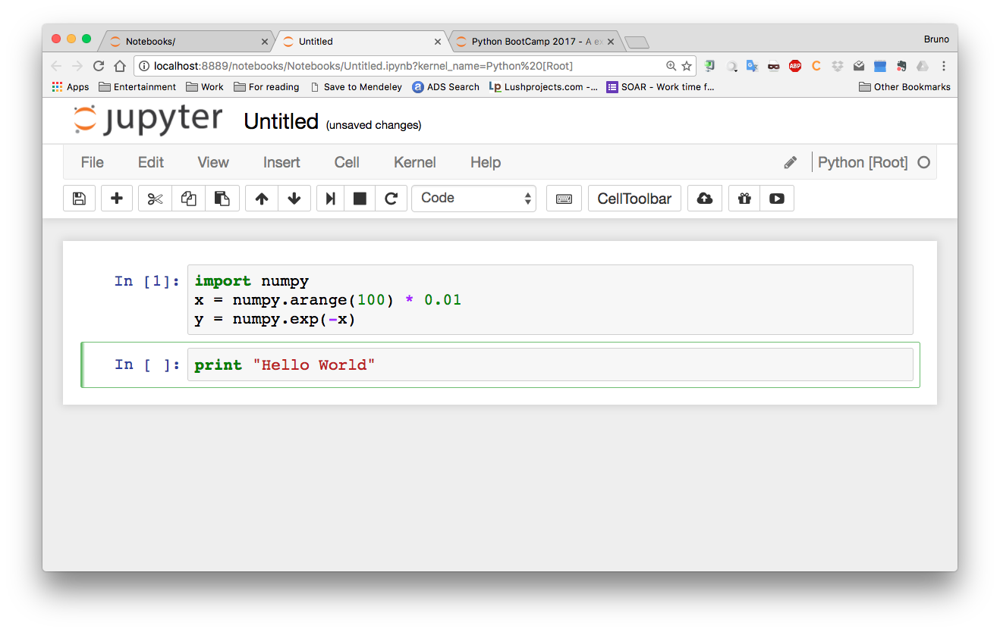 Notebooks/
Untitled
Python BootCamp 2017 - A ex
Bruno
localhost:8889/notebooks/Notebooks/Untitled.ipynb?kernel_name=Python%20[Root]
ABP
C
Apps Entertainment Work For reading Save to Mendeley a ADS Search Lp Lushprojects.com -... SOAR - Work time f... Other Bookmarks
jupyter Untitled (unsaved changes)
File Edit View Insert Cell Kernel Help Python [Root]
Code CellToolbar
In [1]: import numpy
x = numpy.arange(100) * 0.01
y = numpy.exp(-x)
In [ ]: print "Hello World"